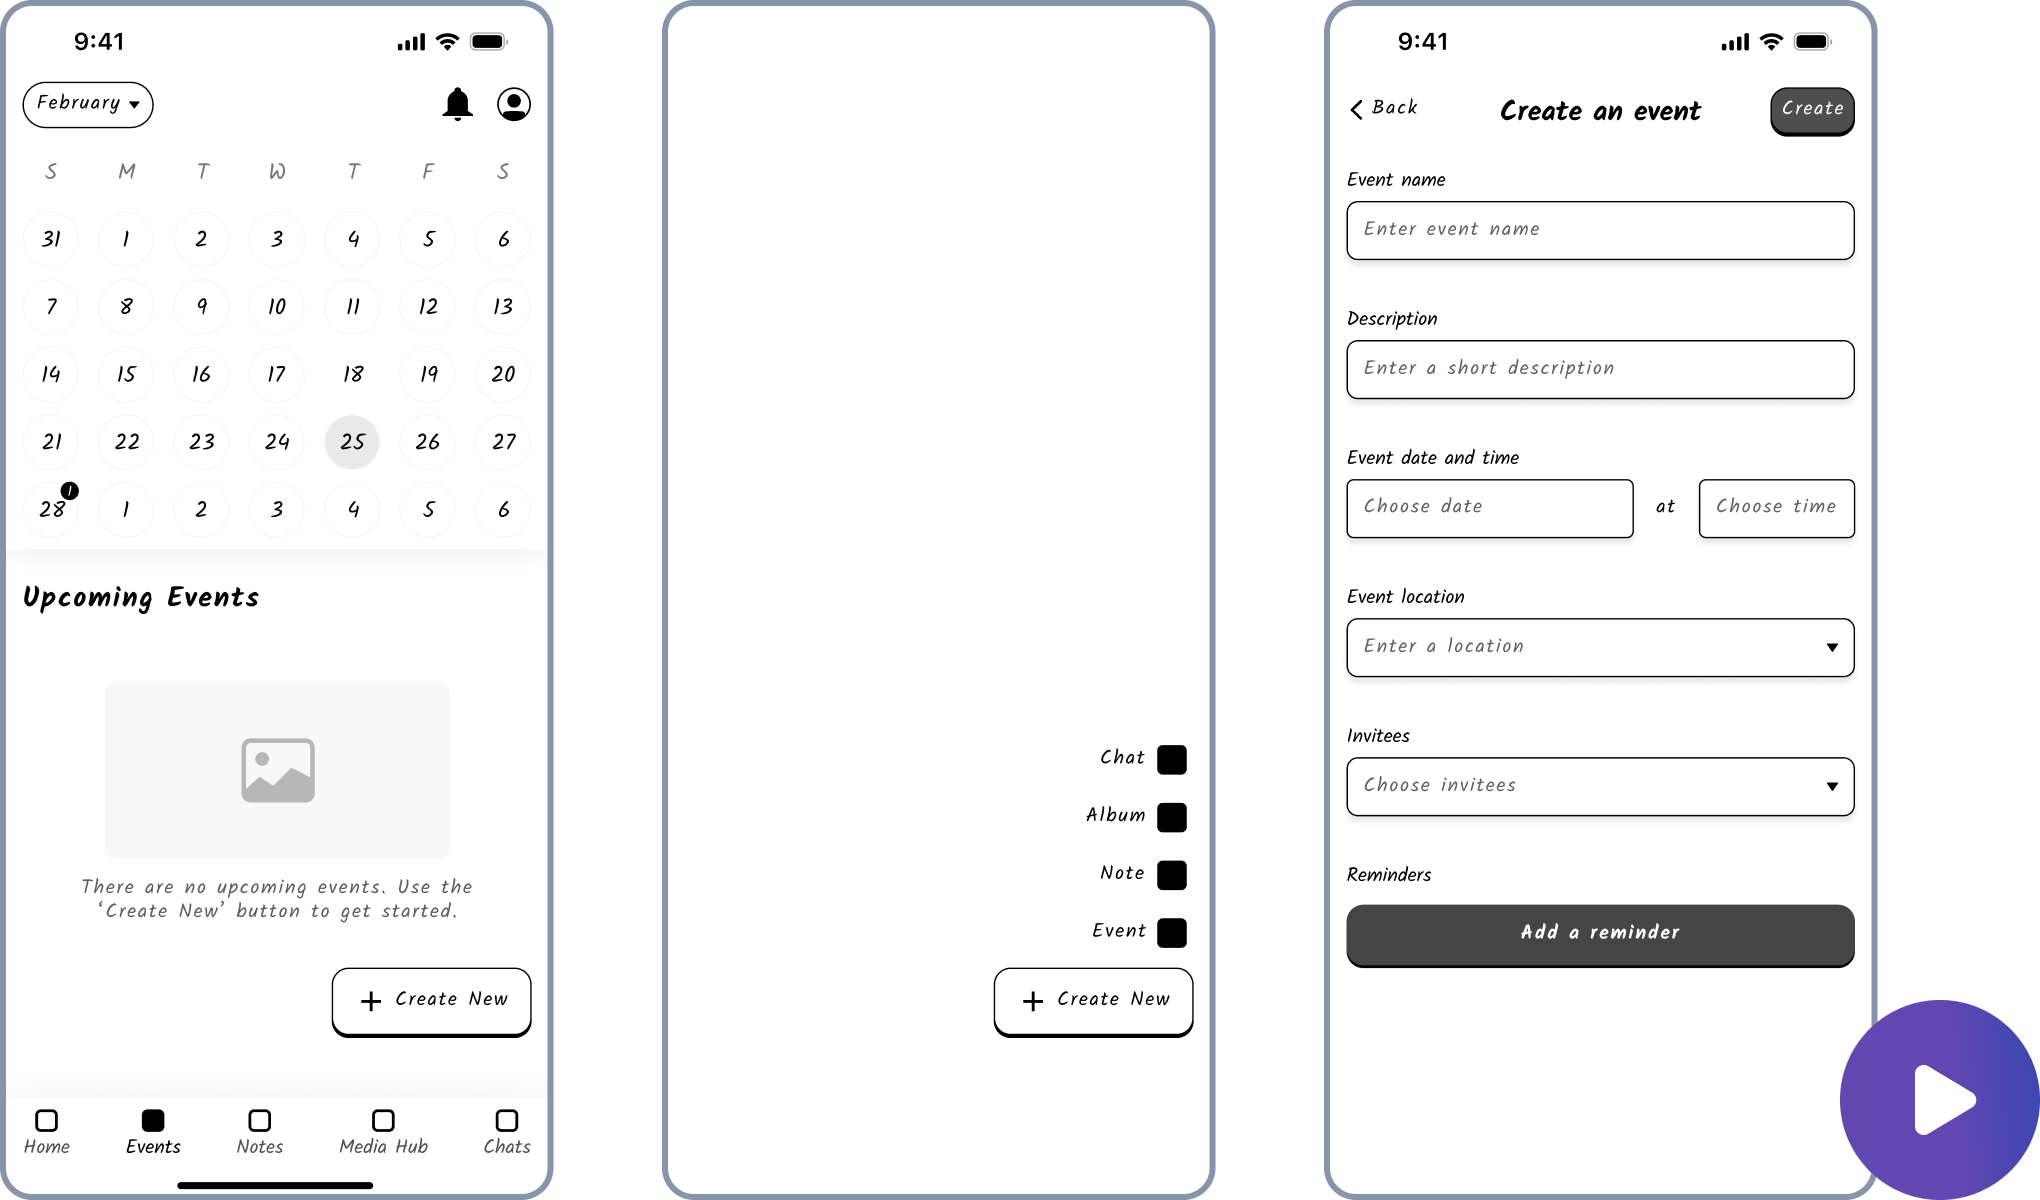 9:41
February
S M T W T F S
31 1 2 3 4 5 6
7 8 9 10 11 12 13
14 15 16 17 18 19 20
21 22 23 24 25 26 27
1
28 1 2 3 4 5 6
Upcoming Events
There are no upcoming events. Use the
‘Create New’ button to get started.
+ Create New
Home Events Notes Media Hub Chats
Chat
Album
Note
Event
+ Create New
9:41
Back Create an event Create
Event name
Enter event name
Description
Enter a short description
Event date and time
Choose date at Choose time
Event location
Enter a location
Invitees
Choose invitees
Reminders
Add a reminder